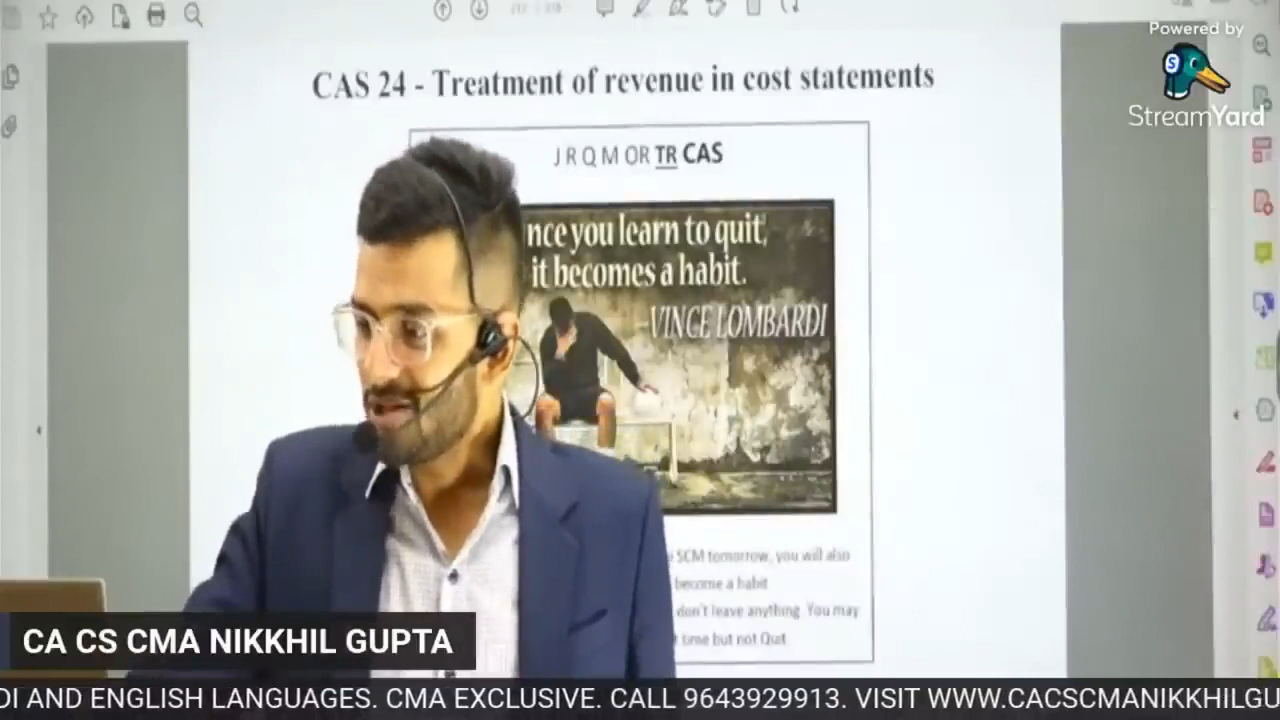 Powered by
StreamYard
CAS 24 - Treatment of revenue in cost statements
J R Q M OR TR CAS
nce you learn to quit,
it becomes a habit.
-VINCE LOMBARDI
SCM tomorrow, you will also
become a habit
don't leave anything. You may
time but not Quit
CA CS CMA NIKKHIL GUPTA
DI AND ENGLISH LANGUAGES. CMA EXCLUSIVE. CALL 9643929913. VISIT WWW.CACSCMANIKKHILGU